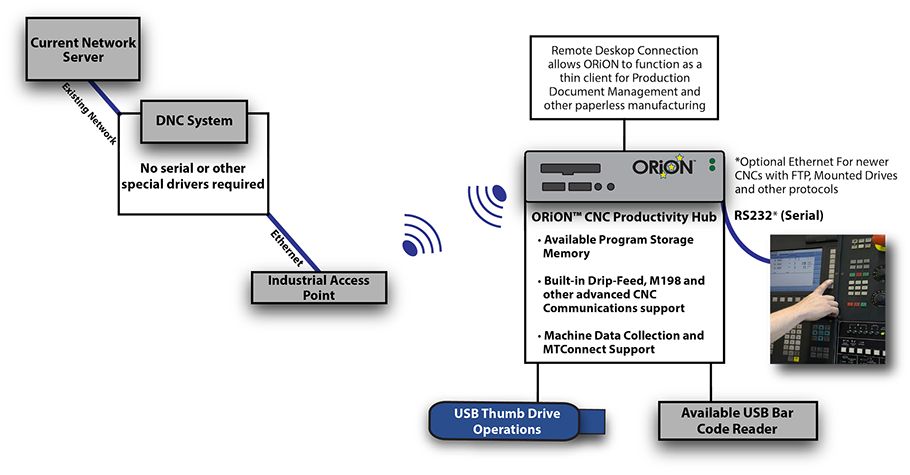 Current Network
Server
Existing Network
DNC System
No serial or other
special drivers required
Ethernet
Industrial Access
Point
Remote Deskop Connection
allows ORiON to function as a
thin client for Production
Document Management and
other paperless manufacturing
ORiON™
ORiON™ CNC Productivity Hub
• Available Program Storage
Memory
• Built-in Drip-Feed, M198 and
other advanced CNC
Communications support
• Machine Data Collection and
MTConnect Support
*Optional Ethernet For newer
CNCs with FTP, Mounted Drives
and other protocols
RS232* (Serial)
USB Thumb Drive
Operations
Available USB Bar
Code Reader